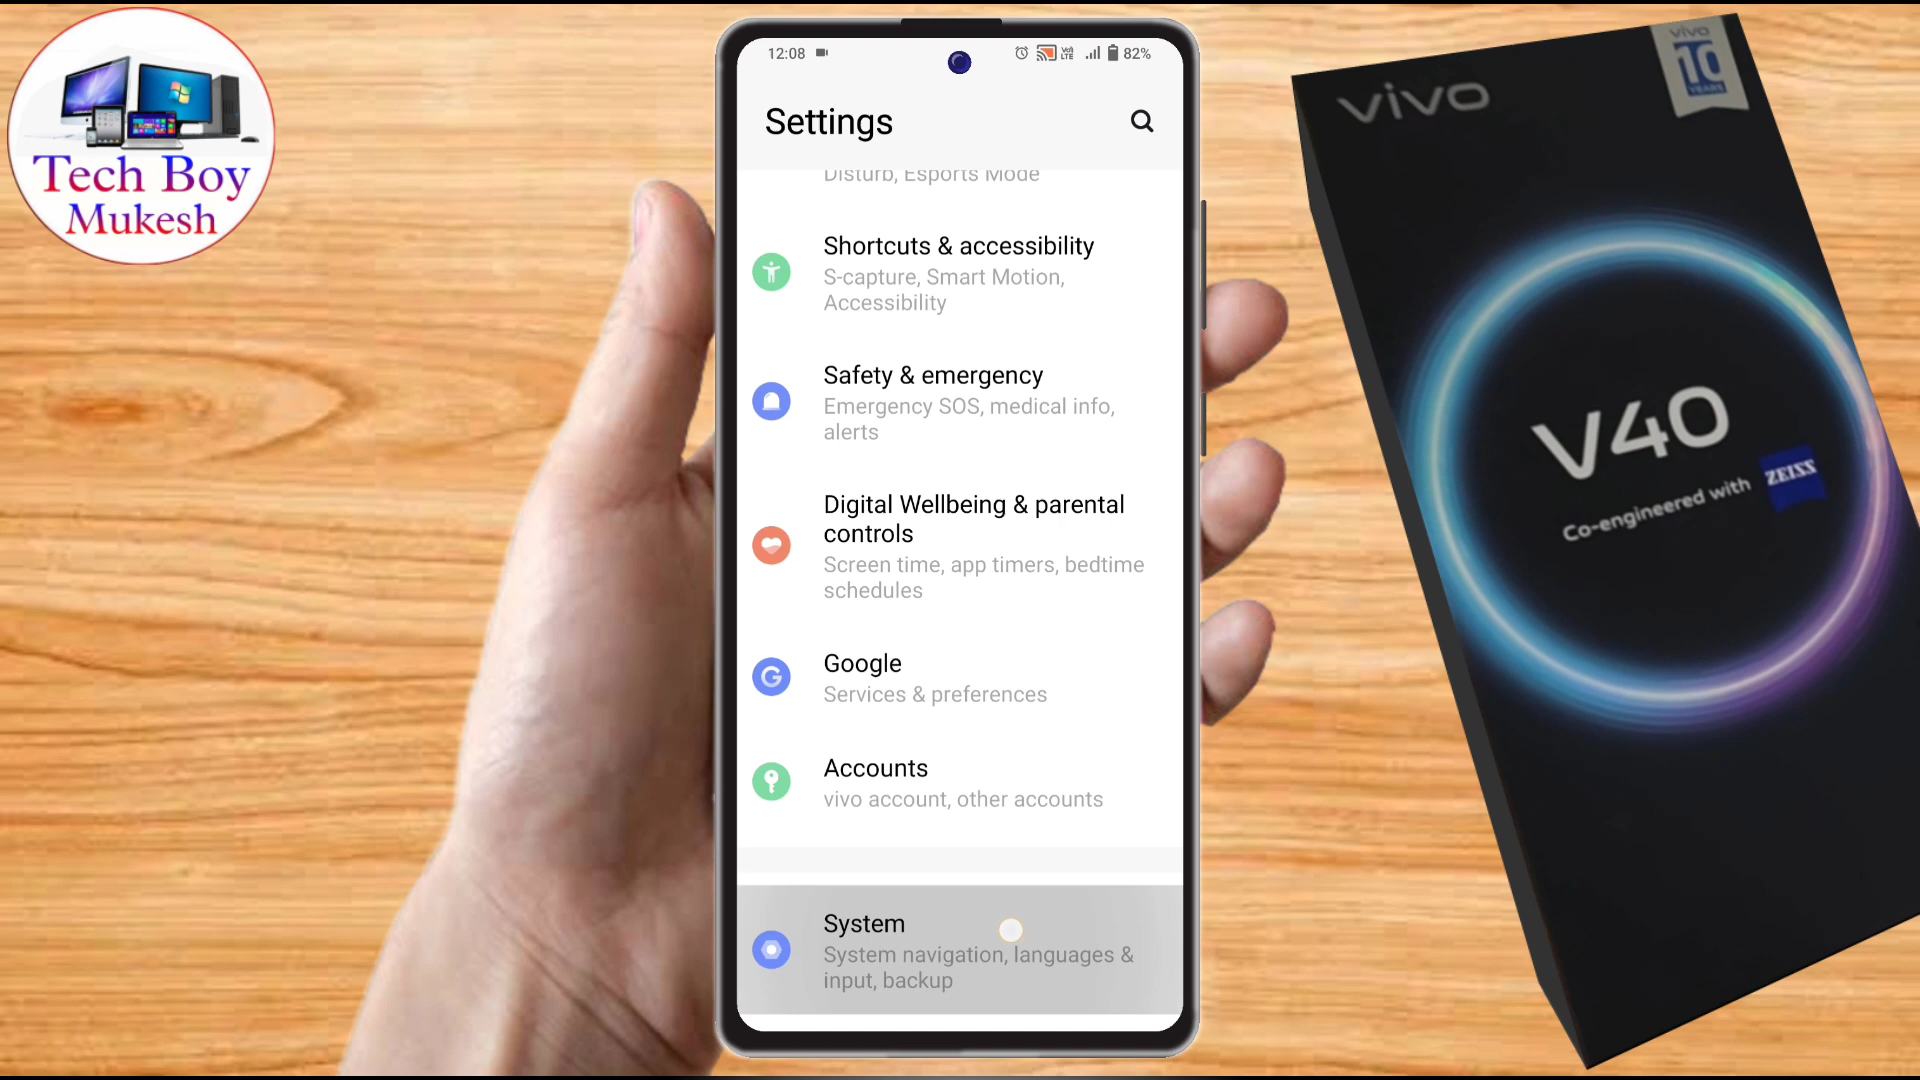 Tech Boy
Mukesh
12:08
82%
Settings
Disturb, Esports Mode
Shortcuts & accessibility
S-capture, Smart Motion,
Accessibility
Safety & emergency
Emergency SOS, medical info,
alerts
Digital Wellbeing & parental
controls
Screen time, app timers, bedtime
schedules
Google
Services & preferences
Accounts
vivo account, other accounts
System
System navigation, languages &
input, backup
vivo
vivo
10
YEARS
V40
Co-engineered with ZEISS